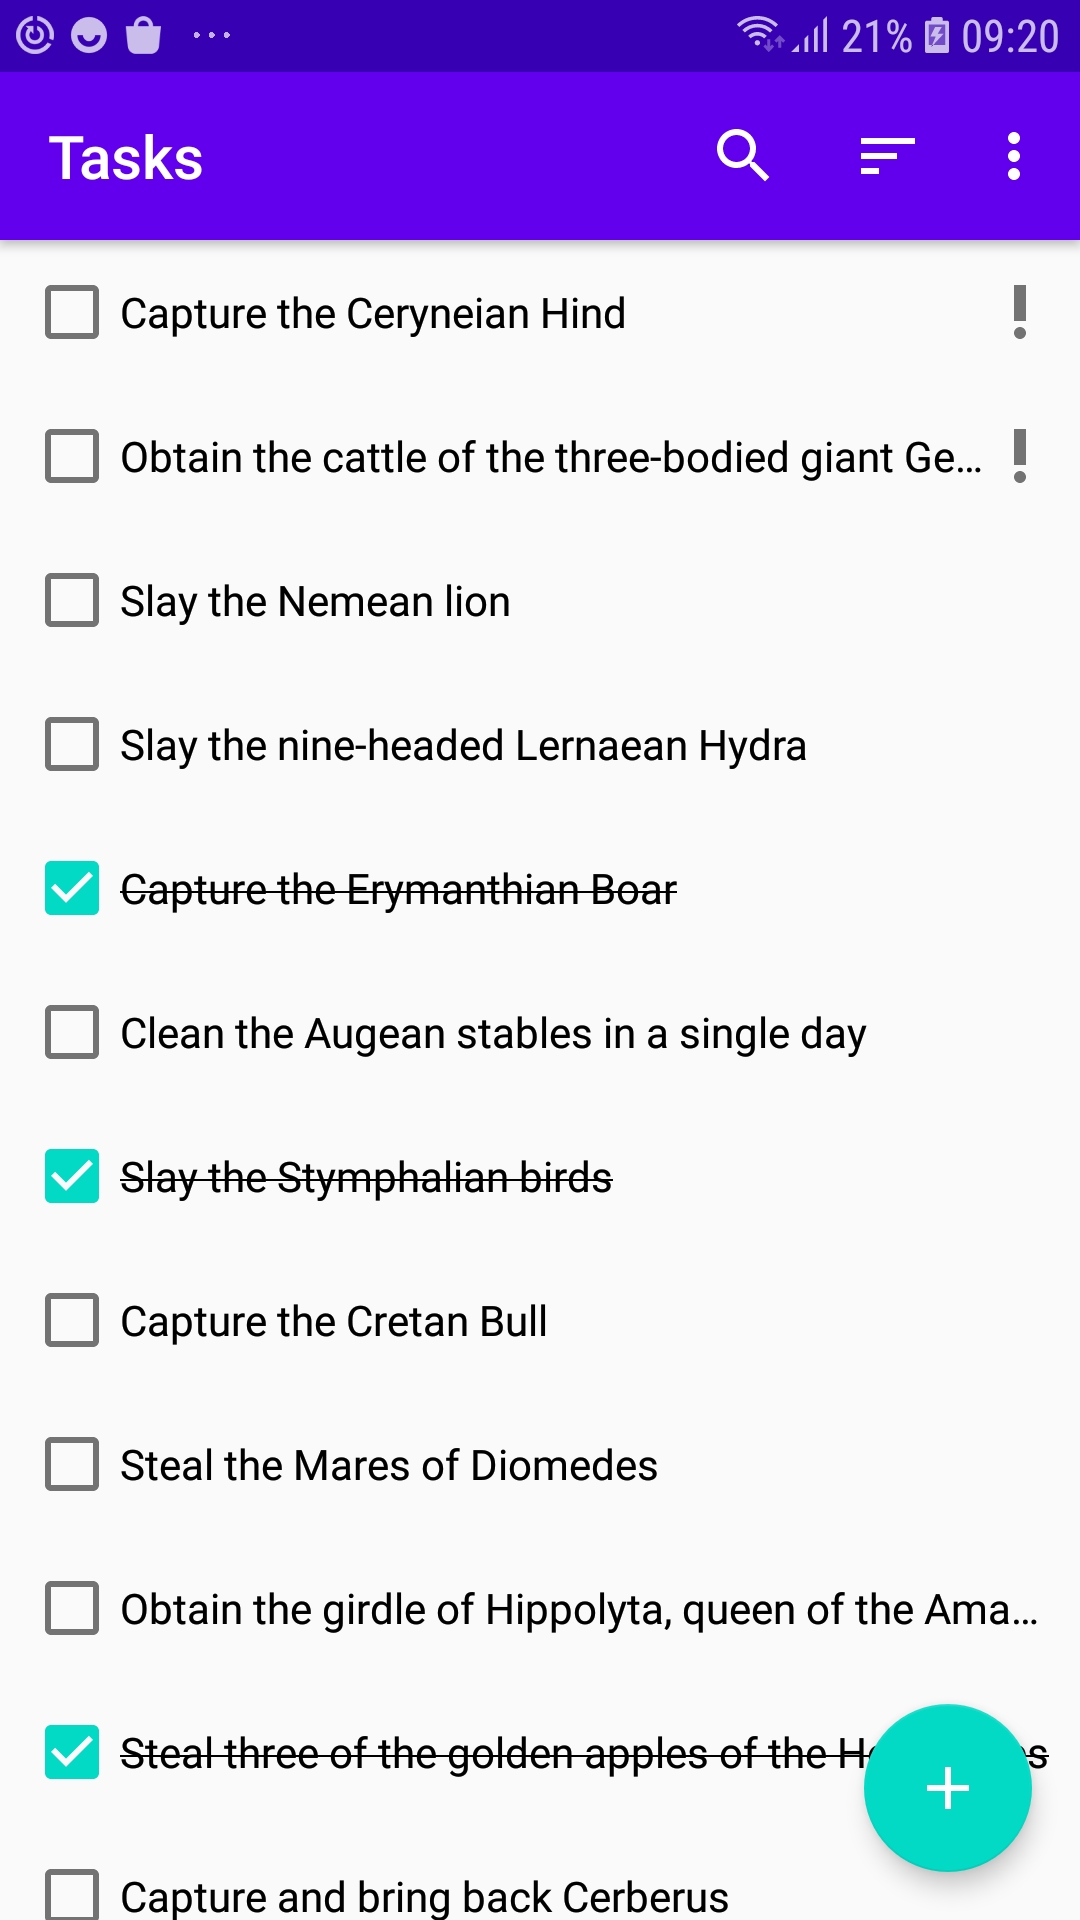 21% 09:20
Tasks
Capture the Ceryneian Hind
Obtain the cattle of the three-bodied giant Ge...
Slay the Nemean lion
Slay the nine-headed Lernaean Hydra
Capture the Erymanthian Boar
Clean the Augean stables in a single day
Slay the Stymphalian birds
Capture the Cretan Bull
Steal the Mares of Diomedes
Obtain the girdle of Hippolyta, queen of the Ama...
Steal three of the golden apples of the
Capture and bring back Cerberus